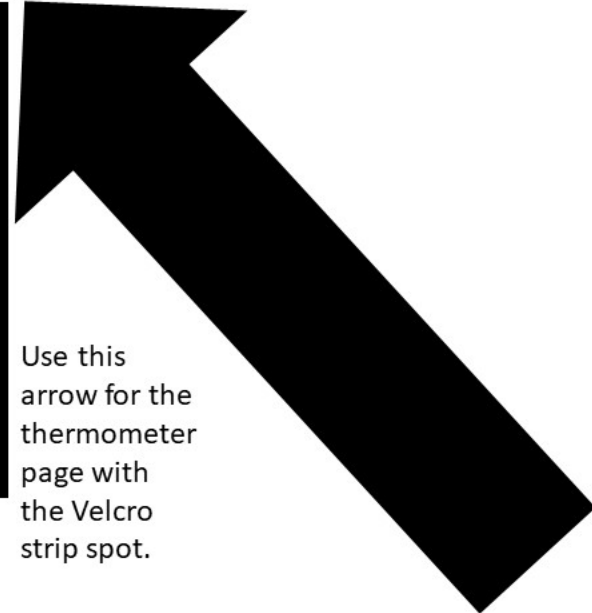 Use this
arrow for the
thermometer
page with
the Velcro
strip spot.